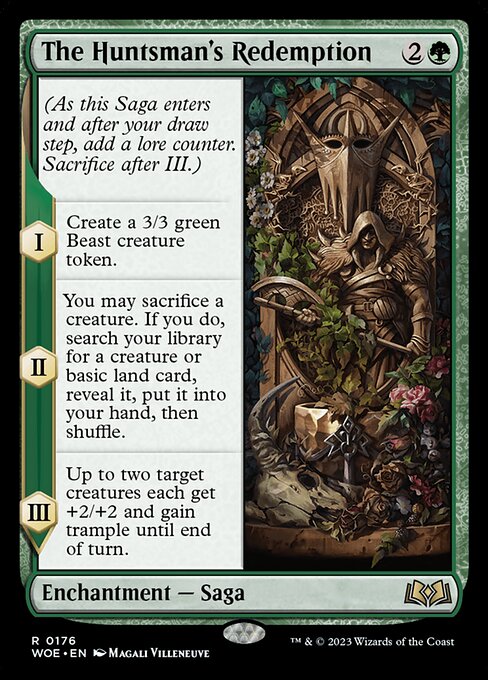 The Huntsman's Redemption 2
(As this Saga enters
and after your draw
step, add a lore counter.
Sacrifice after III.)
I
Create a 3/3 green
Beast creature
token.
II
You may sacrifice a
creature. If you do,
search your library
for a creature or
basic land card,
reveal it, put it into
your hand, then
shuffle.
III
Up to two target
creatures each get
+2/+2 and gain
trample until end
of turn.
Enchantment — Saga
R 0176
WOE • EN Magali Villeneuve
™ & © 2023 Wizards of the Coast